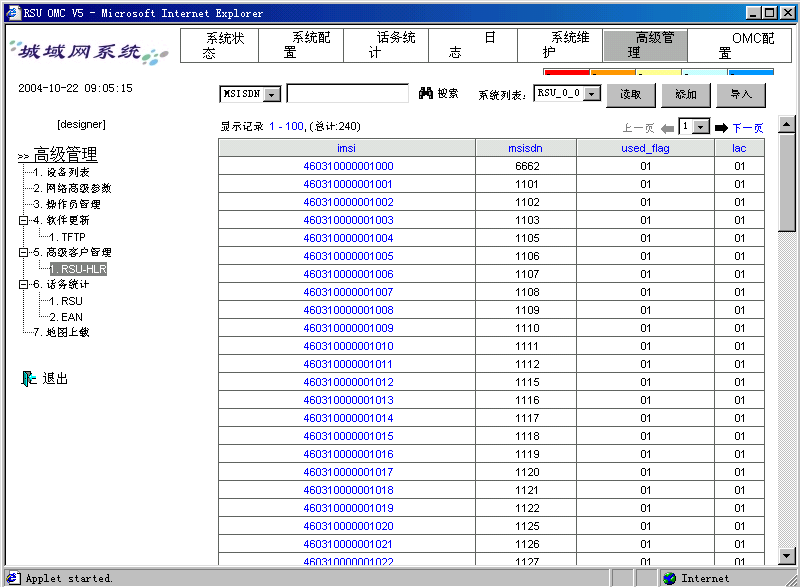 RSU OMC V5 - Microsoft Internet Explorer
城域网系统
系统状态
系统配置
话务统计
日志
系统维护
高级管理
OMC配置
2004-10-22 09:05:15
MSISDN 搜索 系统列表: RSU_0_0 读取 添加 导入
[designer]
显示记录 1 - 100, (总计:240) 上一页 1 下一页
>> 高级管理
1. 设备列表
2. 网络高级参数
3. 操作员管理
4. 软件更新
1. TFTP
5. 高级客户管理
1. RSU-HLR
6. 话务统计
1. RSU
2. EAN
7. 地图上载
退出
imsi msisdn used_flag lac
460310000001000 6662 01 01
460310000001001 1101 01 01
460310000001002 1102 01 01
460310000001003 1103 01 01
460310000001004 1105 01 01
460310000001005 1106 01 01
460310000001006 1107 01 01
460310000001007 1108 01 01
460310000001008 1109 01 01
460310000001009 1110 01 01
460310000001010 1111 01 01
460310000001011 1112 01 01
460310000001012 1115 01 01
460310000001013 1116 01 01
460310000001014 1117 01 01
460310000001015 1118 01 01
460310000001016 1119 01 01
460310000001017 1120 01 01
460310000001018 1121 01 01
460310000001019 1122 01 01
460310000001020 1125 01 01
460310000001021 1126 01 01
460310000001022 1127 01 01
Applet started. Internet